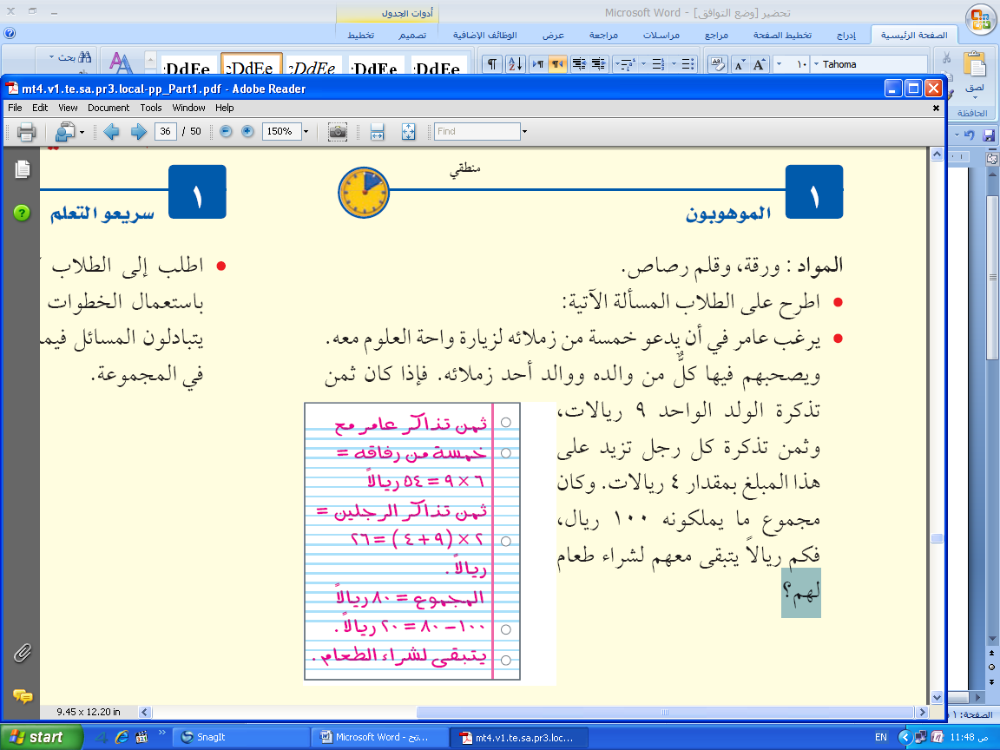 تحضير [وضع التوافق] - Microsoft Word
أدوات الجدول
الصفحة الرئيسية
إدراج
تخطيط الصفحة
مراجع
مراسلات
مراجعة
عرض
الوظائف الإضافية
تصميم
تخطيط
لصق
الحافظة
Tahoma
١٠
بحث
mt4.v1.te.sa.pr3.local-pp_Part1.pdf - Adobe Reader
File Edit View Document Tools Window Help
36 / 50
150%
Find
منطقي
١
الموهوبون
المواد : ورقة، وقلم رصاص.
اطرح على الطلاب المسألة الآتية:
يرغب عامر في أن يدعو خمسة من زملائه لزيارة واحة العلوم معه.
ويصحبهم فيها كلٌّ من والده ووالد أحد زملائه. فإذا كان ثمن
تذكرة الولد الواحد ٩ ريالات،
وثمن تذكرة كل رجل تزيد على
هذا المبلغ بمقدار ٤ ريالات. وكان
مجموع ما يملكونه ١٠٠ ريال،
فكم ريالاً يتبقى معهم لشراء طعام
لهم؟
ثمن تذاكر عامر مع
خمسة من رفاقه =
٦ × ٩ = ٥٤ ريالاً
ثمن تذاكر الرجلين =
٢ × (٩ + ٤) = ٢٦
ريالاً.
المجموع = ٨٠ ريالاً
١٠٠ – ٨٠ = ٢٠ ريالاً.
يتبقى لشراء الطعام.
١
سريعو التعلم
اطلب إلى الطلاب
باستعمال الخطوات
يتبادلون المسائل
في المجموعة.
9.45 x 12.20 in
start
SnagIt
Microsoft Word - ...
mt4.v1.te.sa.pr3.loc...
EN
11:48 ص